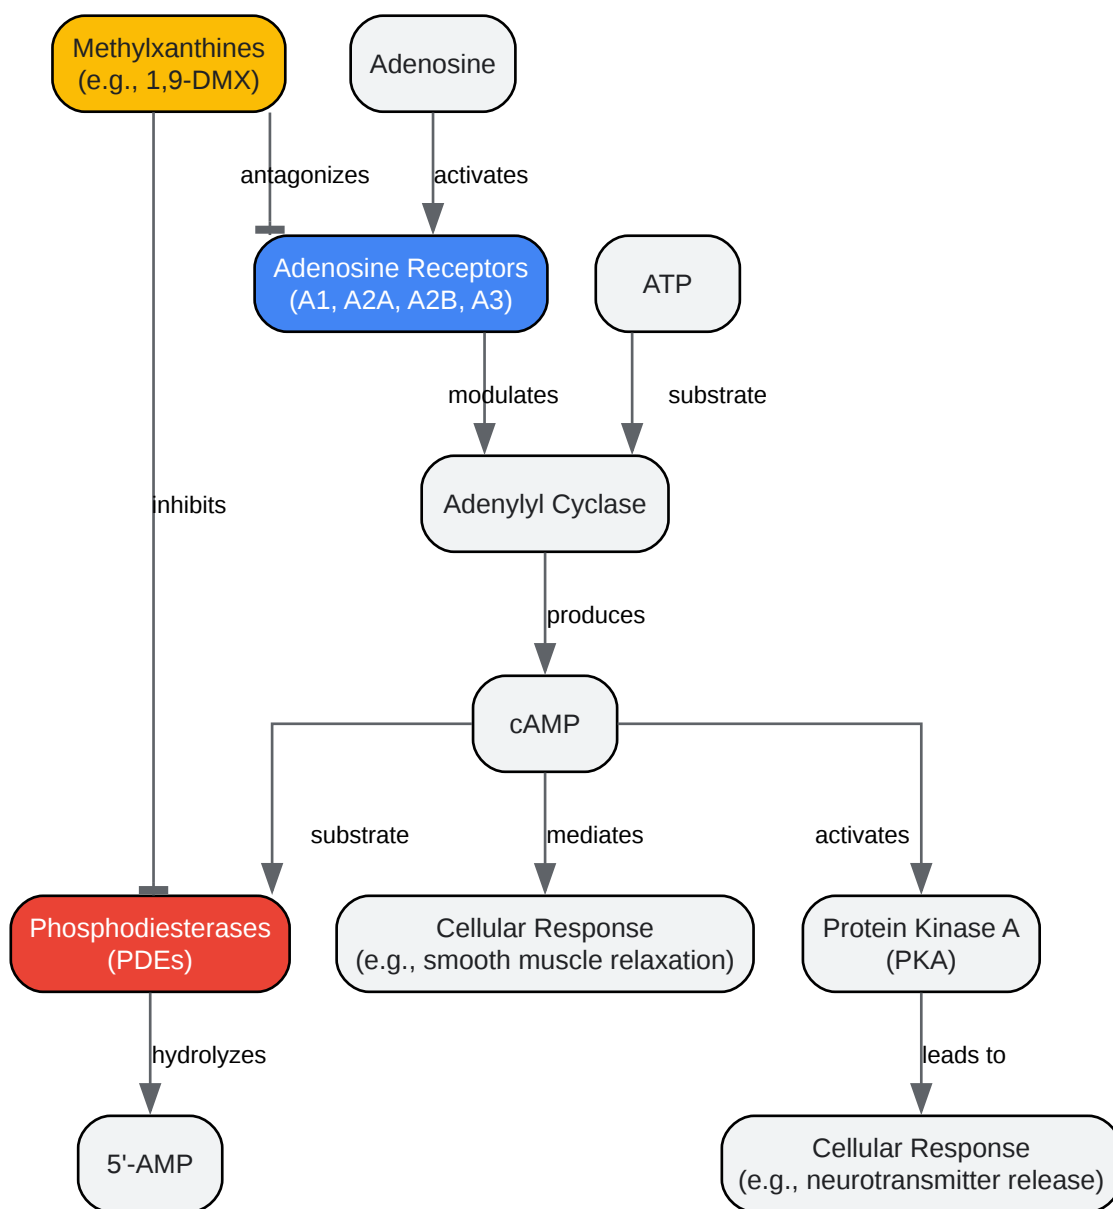 Methylxanthines
(e.g., 1,9-DMX)
Adenosine
antagonizes
activates
Adenosine Receptors
(A1, A2A, A2B, A3)
ATP
modulates
substrate
Adenylyl Cyclase
inhibits
produces
cAMP
substrate
mediates
activates
Phosphodiesterases
(PDEs)
Cellular Response
(e.g., smooth muscle relaxation)
Protein Kinase A
(PKA)
hydrolyzes
leads to
5'-AMP
Cellular Response
(e.g., neurotransmitter release)